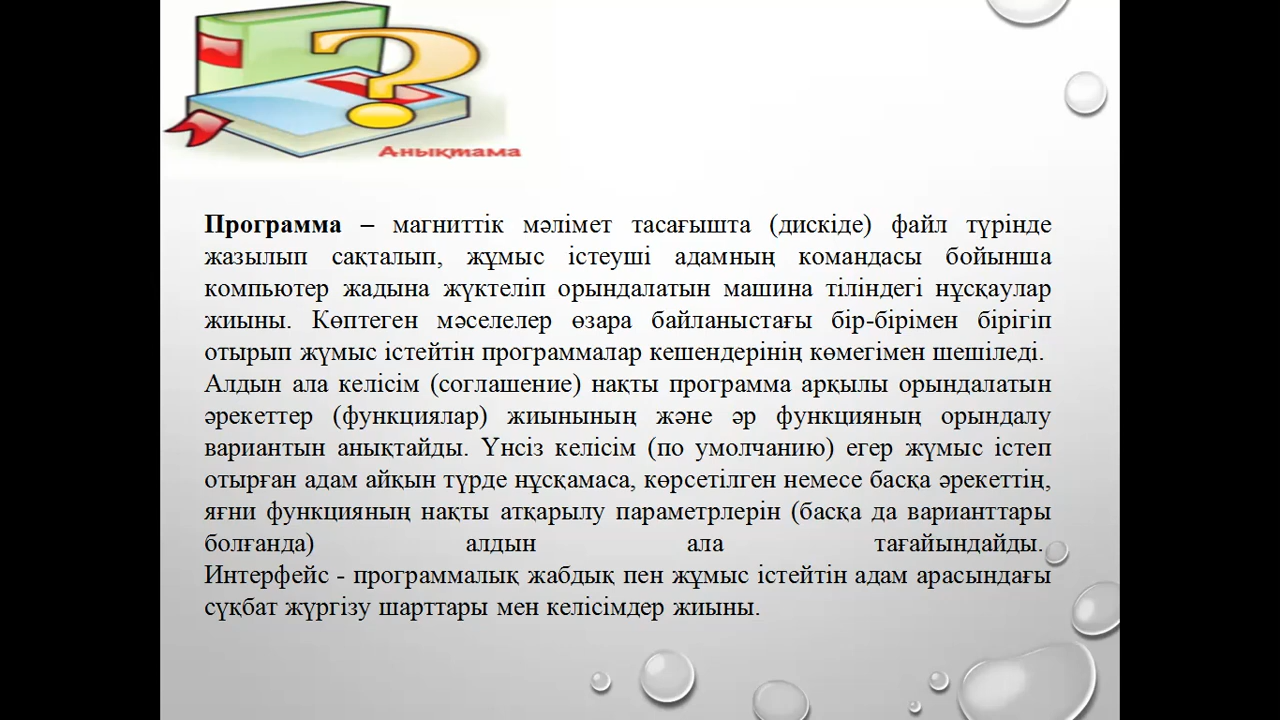 Анықтама
Программа – магниттік мәлімет тасағышта (дискіде) файл түрінде
жазылып сақталып, жұмыс істеуші адамның командасы бойынша
компьютер жадына жүктеліп орындалатын машина тіліндегі нұсқаулар
жиыны. Көптеген мәселелер өзара байланыстағы бір-бірімен бірігіп
отырып жүмыс істейтін программалар кешендерінің көмегімен шешіледі.
Алдын ала келісім (соглашение) нақты программа арқылы орындалатын
әрекеттер (функциялар) жиынының және әр функцияның орындалу
вариантын анықтайды. Үнсіз келісім (по умолчанию) егер жүмыс істеп
отырған адам айқын түрде нұсқамаса, көрсетілген немесе басқа әрекеттің,
яғни функцияның нақты атқарылу параметрлерін (басқа да варианттары
болғанда) алдын ала тағайындайды.
Интерфейс - программалық жабдық пен жұмыс істейтін адам арасындағы
сүқбат жүргізу шарттары мен келісімдер жиыны.